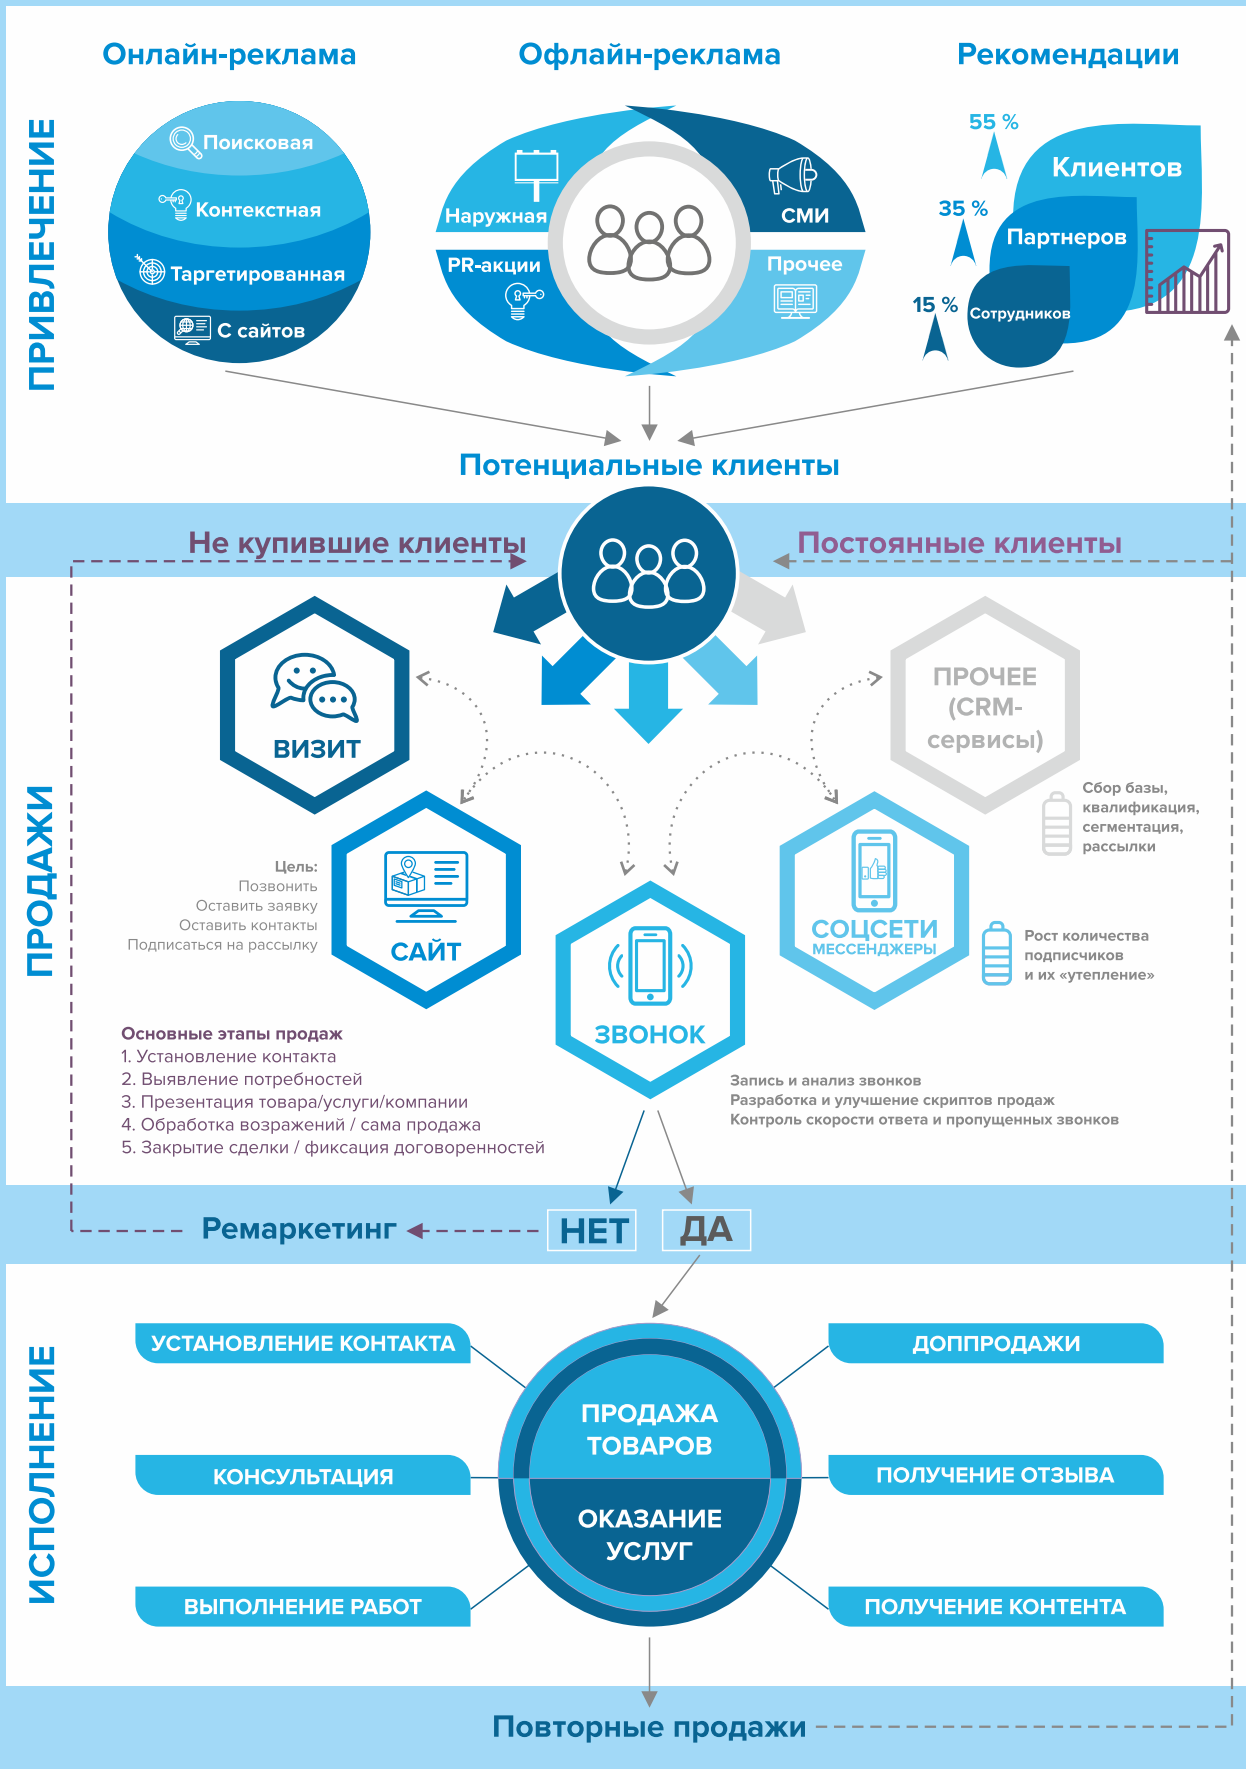 Онлайн-реклама
Офлайн-реклама
Рекомендации
ПРИВЛЕЧЕНИЕ
Поисковая
Контекстная
Таргетированная
С сайтов
Наружная
СМИ
PR-акции
Прочее
55 %
Клиентов
35 %
Партнеров
15 %
Сотрудников
Потенциальные клиенты
Не купившие клиенты
Постоянные клиенты
ПРОДАЖИ
ВИЗИТ
ПРОЧЕЕ
(CRM-
сервисы)
Сбор базы,
квалификация,
сегментация,
рассылки
Цель:
Позвонить
Оставить заявку
Оставить контакты
Подписаться на рассылку
САЙТ
СОЦСЕТИ
МЕССЕНДЖЕРЫ
Рост количества
подписчиков
и их «утепление»
ЗВОНОК
Основные этапы продаж
1. Установление контакта
2. Выявление потребностей
3. Презентация товара/услуги/компании
4. Обработка возражений / сама продажа
5. Закрытие сделки / фиксация договоренностей
Запись и анализ звонков
Разработка и улучшение скриптов продаж
Контроль скорости ответа и пропущенных звонков
Ремаркетинг
НЕТ
ДА
ИСПОЛНЕНИЕ
УСТАНОВЛЕНИЕ КОНТАКТА
ДОППРОДАЖИ
ПРОДАЖА
ТОВАРОВ
КОНСУЛЬТАЦИЯ
ПОЛУЧЕНИЕ ОТЗЫВА
ОКАЗАНИЕ
УСЛУГ
ВЫПОЛНЕНИЕ РАБОТ
ПОЛУЧЕНИЕ КОНТЕНТА
Повторные продажи